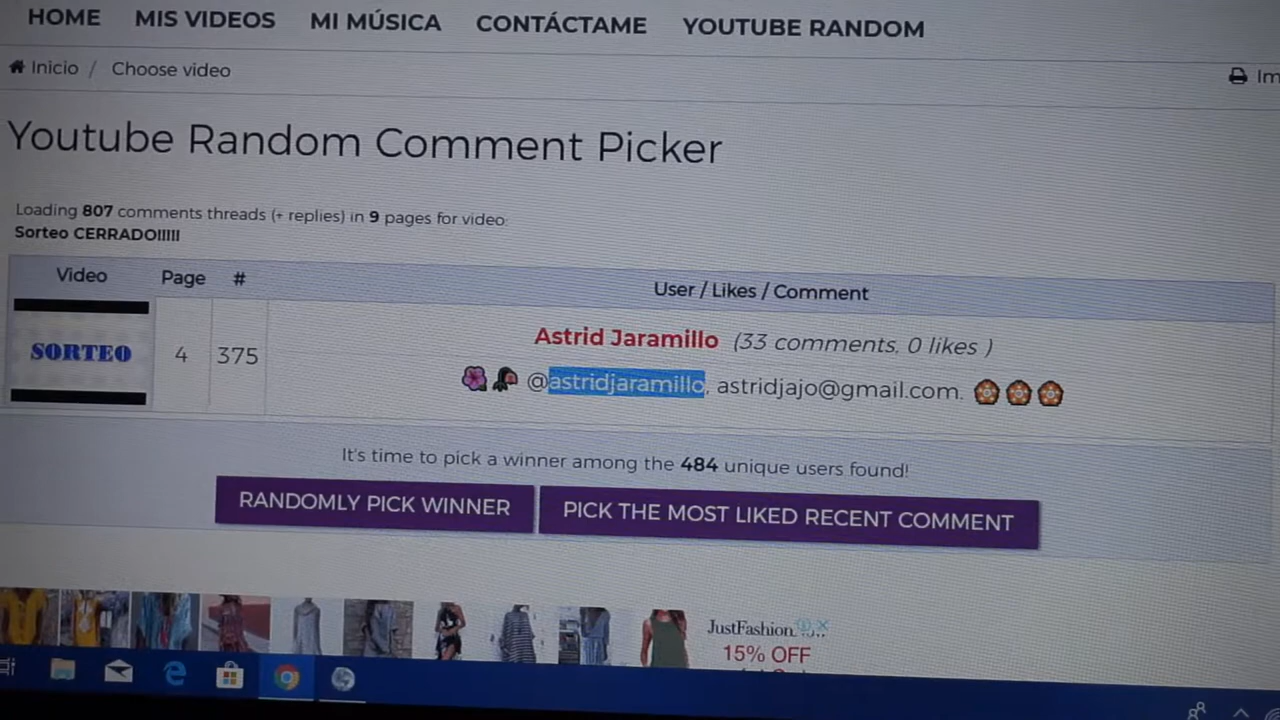 HOME MIS VIDEOS MI MÚSICA CONTÁCTAME YOUTUBE RANDOM
Inicio / Choose video
Youtube Random Comment Picker
Loading 807 comments threads (+ replies) in 9 pages for video:
Sorteo CERRADO!!!!!
Video Page # User / Likes / Comment
SORTEO 4 375 Astrid Jaramillo (33 comments, 0 likes )
@astridjaramillo, astridjajo@gmail.com.
It's time to pick a winner among the 484 unique users found!
RANDOMLY PICK WINNER PICK THE MOST LIKED RECENT COMMENT
JustFashion
15% OFF